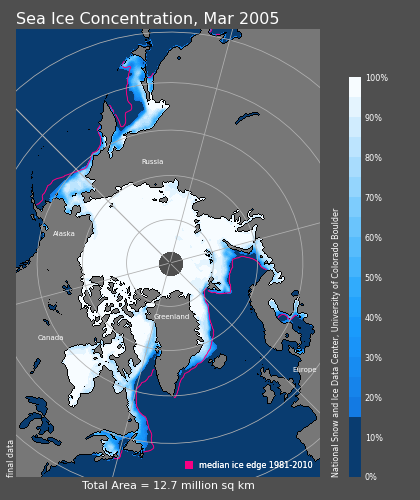 Sea Ice Concentration, Mar 2005
100%
90%
80%
70%
60%
50%
40%
30%
20%
10%
0%
Russia
Alaska
Greenland
Canada
Europe
median ice edge 1981-2010
final data
National Snow and Ice Data Center, University of Colorado Boulder
Total Area = 12.7 million sq km